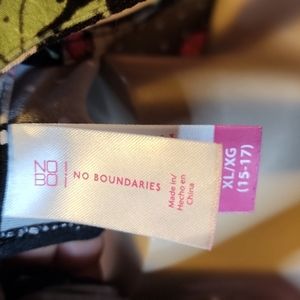 NO
BO
NO BOUNDARIES
Made in/
Hecho en
China
XL/XG
(15-17)